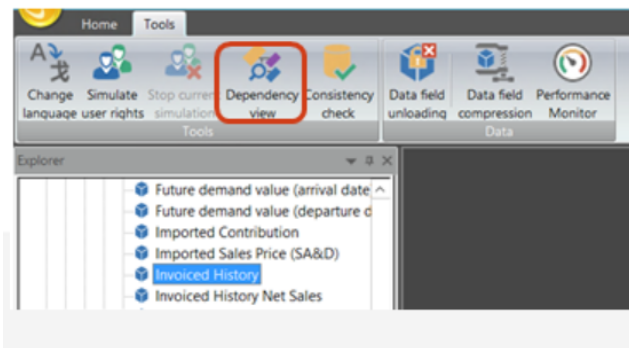 Home Tools
Change Simulate Stop current Dependency Consistency Data field Data field Performance
language user rights simulation view check unloading compression Monitor
Tools Data
Explorer
Future demand value (arrival date
Future demand value (departure d
Imported Contribution
Imported Sales Price (SA&D)
Invoiced History
Invoiced History Net Sales